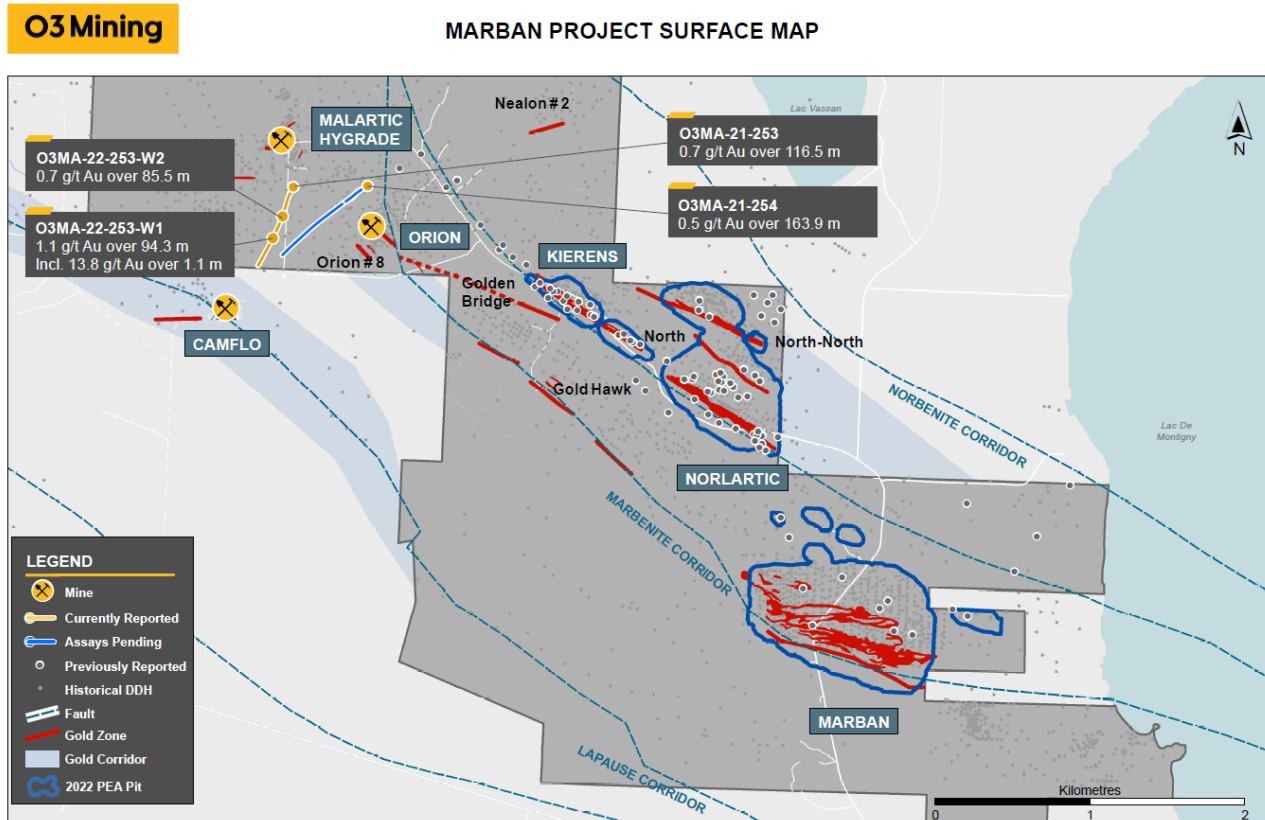 O3 Mining
MARBAN PROJECT SURFACE MAP
Nealon # 2
Lac Vassan
MALARTIC
HYGRADE
O3MA-21-253
0.7 g/t Au over 116.5 m
N
O3MA-22-253-W2
0.7 g/t Au over 85.5 m
O3MA-21-254
0.5 g/t Au over 163.9 m
O3MA-22-253-W1
1.1 g/t Au over 94.3 m
Incl. 13.8 g/t Au over 1.1 m
ORION
Orion # 8
KIERENS
Golden
Bridge
CAMFLO
North
North-North
Gold Hawk
NORBENITE CORRIDOR
Lac De
Montigny
NORLARTIC
MARBENITE CORRIDOR
MARBAN
LAPAUSE CORRIDOR
LEGEND
Mine
Currently Reported
Assays Pending
Previously Reported
Historical DDH
Fault
Gold Zone
Gold Corridor
2022 PEA Pit
Kilometres
0 1 2